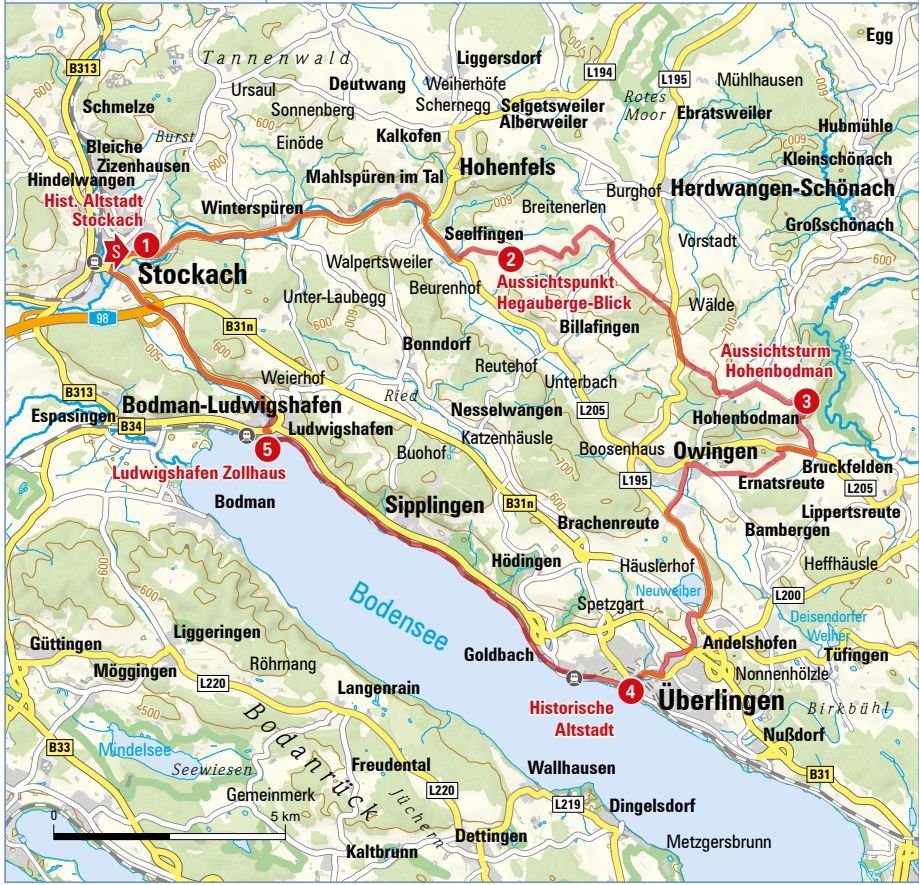 Egg
Tannenwald
Liggersdorf
B313
L194
L195
Ursaul
Deutwang
Weiherhöfe
Mühlhausen
600
700
Schmelze
Sonnenberg
Schernegg
Selgetsweiler
Rotes
Moor
Ebratsweiler
Alberweiler
Burst
Einöde
Kalkofen
Hubmühle
Bleiche
Zizenhausen
Hohenfels
Kleinschönach
Hindelwangen
Mahlspüren im Tal
Burghof
Herdwangen-Schönach
Hist. Altstadt
Stockach
Winterspüren
Breitenerlen
Großschönach
1
S
Seelfingen
Vorstadt
Stockach
Walpertsweiler
2
Beurenhof
Aussichtspunkt
Hegauberge-Blick
Unter-Laubegg
Wälde
98
B31n
Billafingen
500
Bonndorf
Aussichtsturm
Hohenbodman
Reutehof
Weierhof
Unterbach
B313
Ried
3
Espasingen
Bodman-Ludwigshafen
Nesselwangen
L205
Hohenbodman
B34
Ludwigshafen
Katzenhäusle
5
Buohof
Boosenhaus
Owingen
Ludwigshafen Zollhaus
Bruckfelden
L195
Ernatsreute
L205
Bodman
Sipplingen
B31n
Lippertsreute
Brachenreute
Bambergen
Hödingen
Häuslerhof
Heffhäusle
Bodensee
Neuweiher
L200
Spetzgart
Deisendorfer
Weiher
Liggeringen
Güttingen
Andelshofen
Tüfingen
Goldbach
Möggingen
Röhrnang
Nonnenhölzle
L220
Langenrain
4
Überlingen
Historische
Altstadt
Birkbühl
500
Bodanrück
Nußdorf
B33
Mindelsee
Seewiesen
Freudental
Wallhausen
B31
Gemeinmerk
Jüchern
L220
L219
Dingelsdorf
0
5 km
Dettingen
Metzgersbrunn
Kaltbrunn